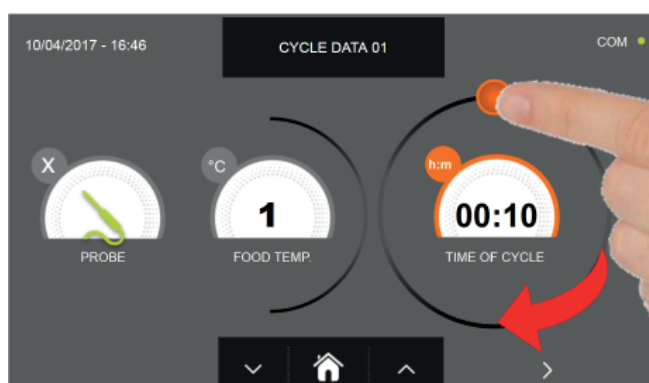 10/04/2017 - 16:46
CYCLE DATA 01
COM
X
°C
h:m
1
00:10
PROBE
FOOD TEMP.
TIME OF CYCLE